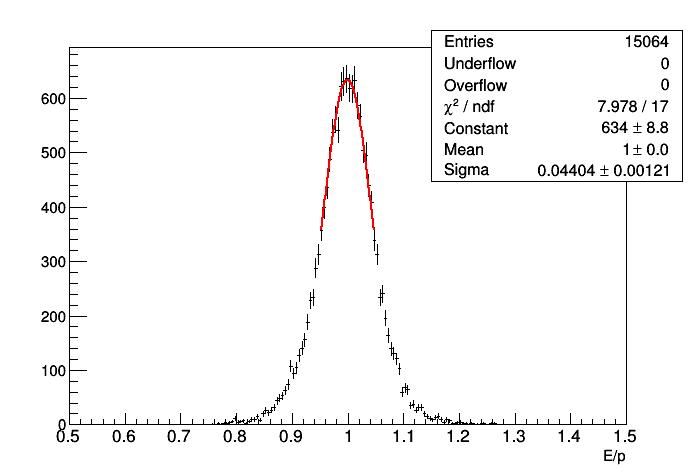 Entries 15064
Underflow 0
Overflow 0
χ² / ndf 7.978 / 17
Constant 634 ± 8.8
Mean 1 ± 0.0
Sigma 0.04404 ± 0.00121
600
500
400
300
200
100
0
0.5 0.6 0.7 0.8 0.9 1 1.1 1.2 1.3 1.4 1.5
E/p